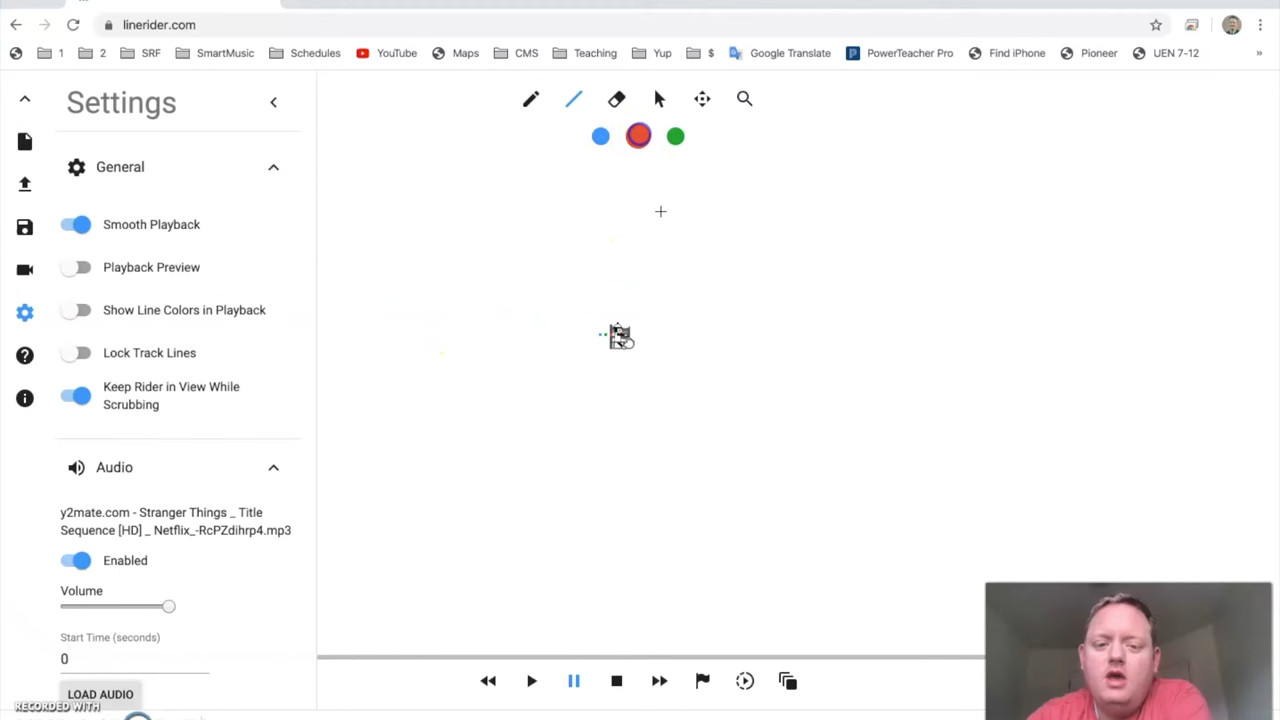 linerider.com
1
2
SRF
SmartMusic
Schedules
YouTube
Maps
CMS
Teaching
Yup
$
Google Translate
PowerTeacher Pro
Find iPhone
Pioneer
UEN 7-12
»
Settings
General
Smooth Playback
Playback Preview
Show Line Colors in Playback
Lock Track Lines
Keep Rider in View While
Scrubbing
Audio
y2mate.com - Stranger Things _ Title
Sequence [HD] _ Netflix_-RcPZdihrp4.mp3
Enabled
Volume
Start Time (seconds)
0
LOAD AUDIO
RECORDED WITH